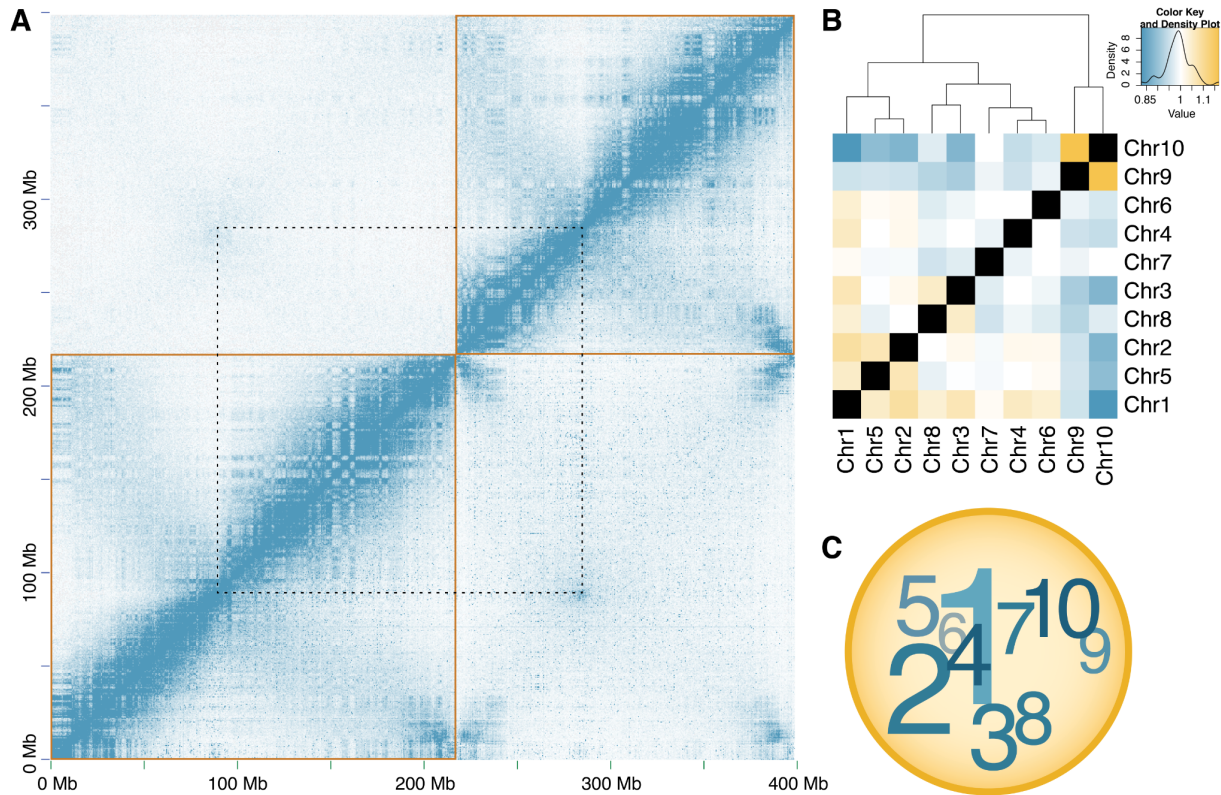 A
300 Mb
200 Mb
100 Mb
0 Mb
0 Mb 100 Mb 200 Mb 300 Mb 400 Mb
B
Color Key
and Density Plot
Density
0 2 4 6 8
0.85 1 1.1
Value
Chr10
Chr9
Chr6
Chr4
Chr7
Chr3
Chr8
Chr2
Chr5
Chr1
Chr1 Chr5 Chr2 Chr8 Chr3 Chr7 Chr4 Chr6 Chr9 Chr10
C
5 1 10
6 7 9
2 4
3 8